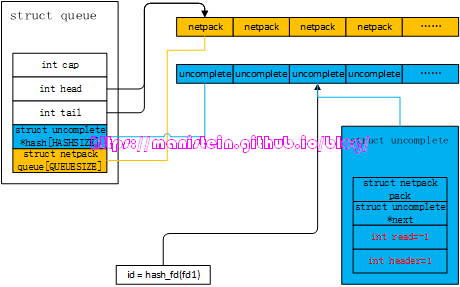 struct queue
netpack netpack netpack netpack ······
int cap
int head
int tail
uncomplete uncomplete uncomplete uncomplete ······
struct uncomplete
*hash[HASHSIZE]
struct netpack
queue[QUEUESIZE]
https://manistein.github.io/blog/
struct uncomplete
struct netpack
pack
struct uncomplete
*next
int read=-1
int header=1
id = hash_fd(fd1)